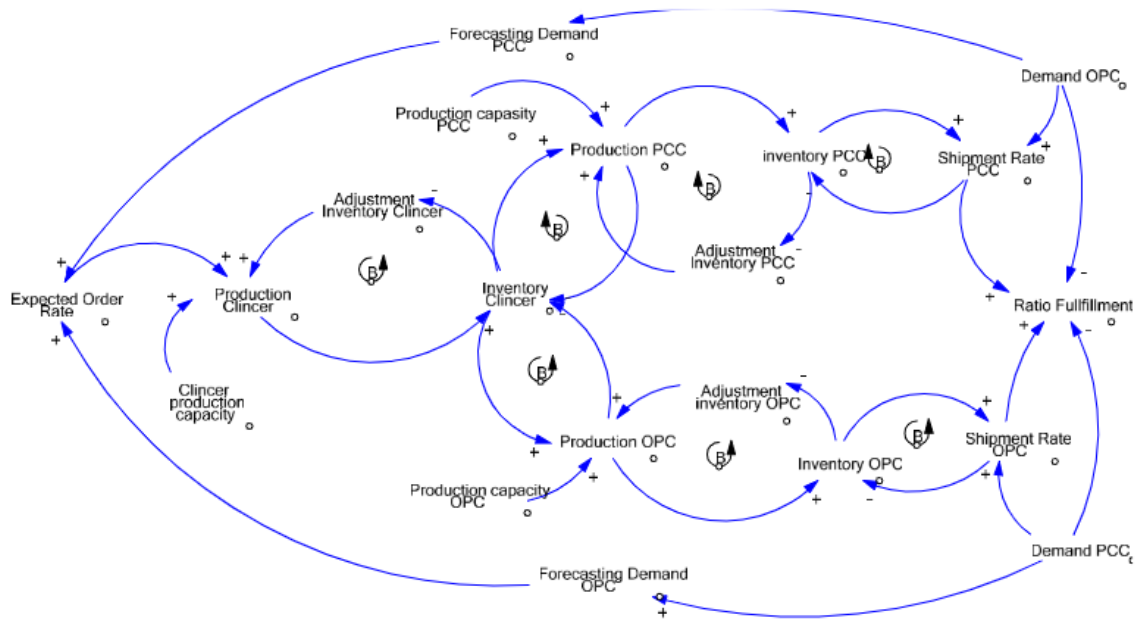 Forecasting Demand
PCC
Demand OPC
Production capasity
PCC
+
+
+
+
+
Production PCC
inventory PCC
B
Shipment Rate
PCC
+
B
-
-
Adjustment
Inventory Clincer
B
Adjustment
Inventory PCC
-
+
+ +
B
-
Expected Order
Rate
+
Production
Clincer
Inventory
Clincer
-
+
Ratio Fullfillment
+
+
+
-
B
Clincer
production
capacity
Adjustment
inventory OPC
-
+
+
Production OPC
+
B
B
Shipment Rate
OPC
Inventory OPC
+
Production capacity
OPC
+
+
-
Demand PCC
Forecasting Demand
OPC
+